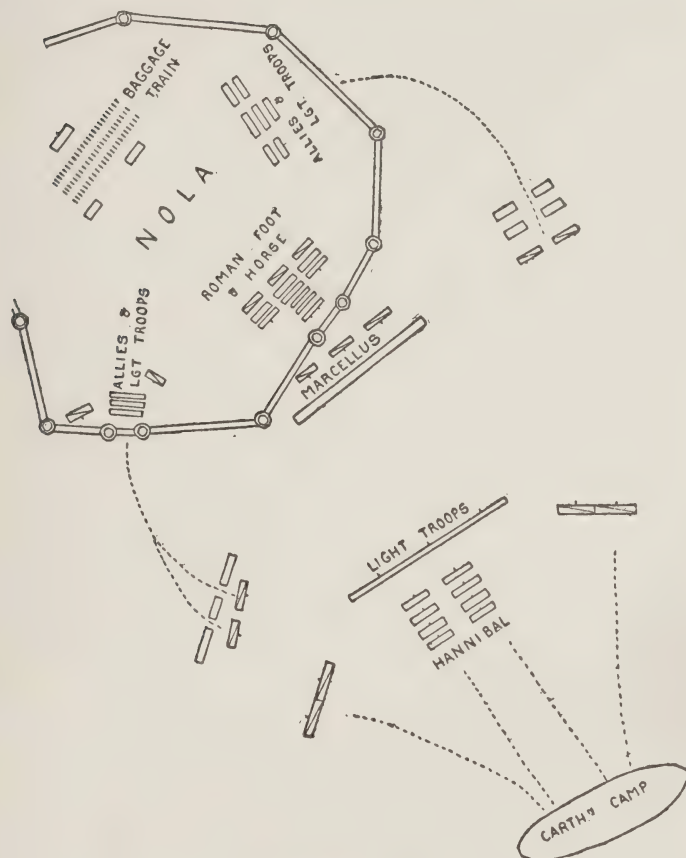 BAGGAGE
TRAIN
ALLIES &
LGT TROOPS
NOLA
ROMAN FOOT
& HORSE
ALLIES &
LGT TROOPS
MARCELLUS
LIGHT TROOPS
HANNIBAL
CARTHN CAMP